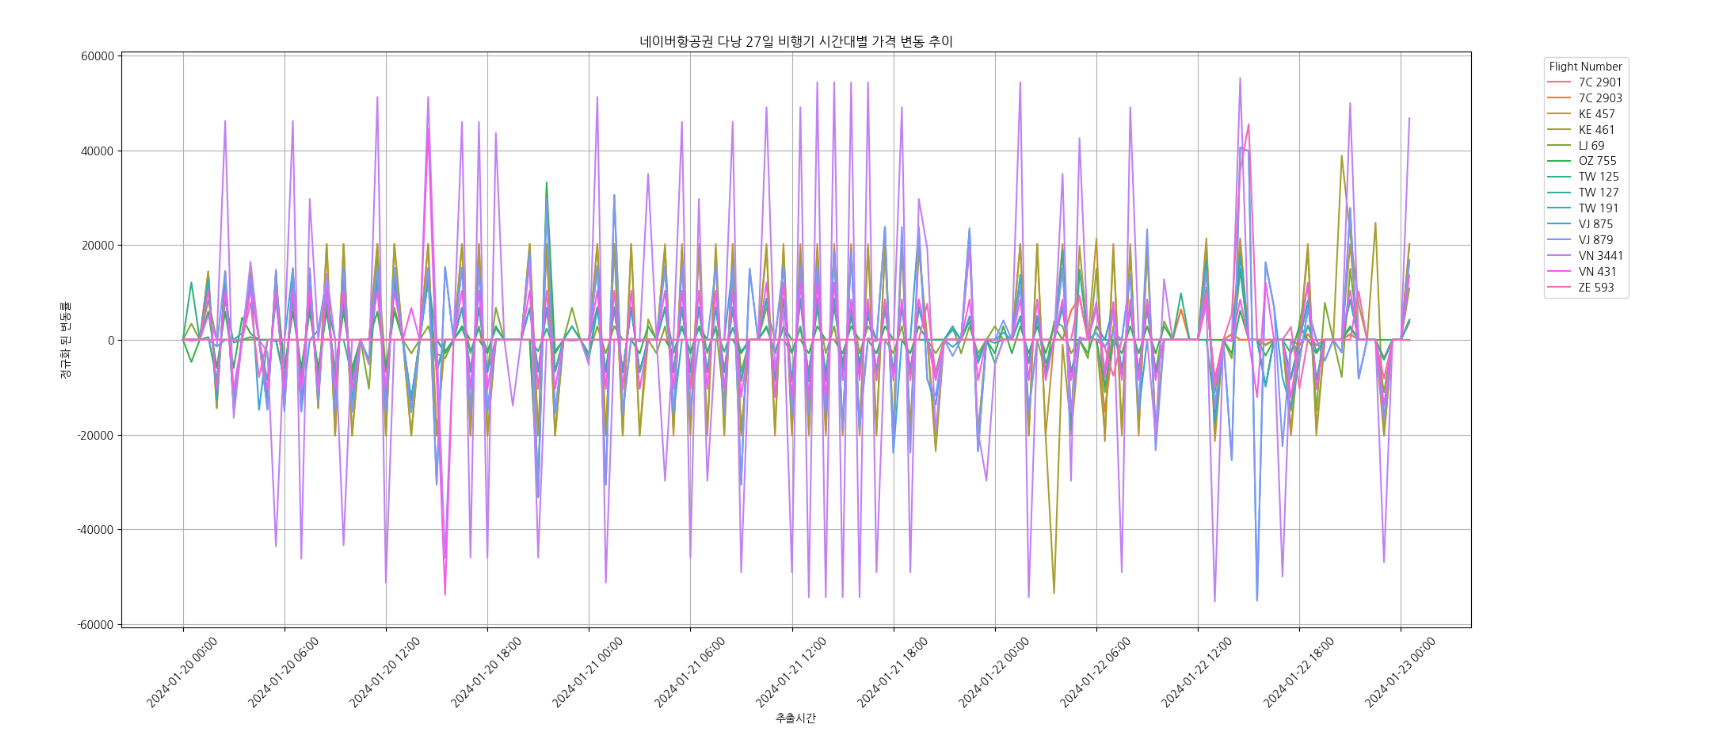 네이버항공권 다낭 27일 비행기 시간대별 가격 변동 추이
60000
40000
20000
0
-20000
-40000
-60000
정규화 된 변동률
2024-01-20 00:00
2024-01-20 06:00
2024-01-20 12:00
2024-01-20 18:00
2024-01-21 00:00
2024-01-21 06:00
2024-01-21 12:00
2024-01-21 18:00
2024-01-22 00:00
2024-01-22 06:00
2024-01-22 12:00
2024-01-22 18:00
2024-01-23 00:00
추출시간
Flight Number
7C 2901
7C 2903
KE 457
KE 461
LJ 69
OZ 755
TW 125
TW 127
TW 191
VJ 875
VJ 879
VN 3441
VN 431
ZE 593